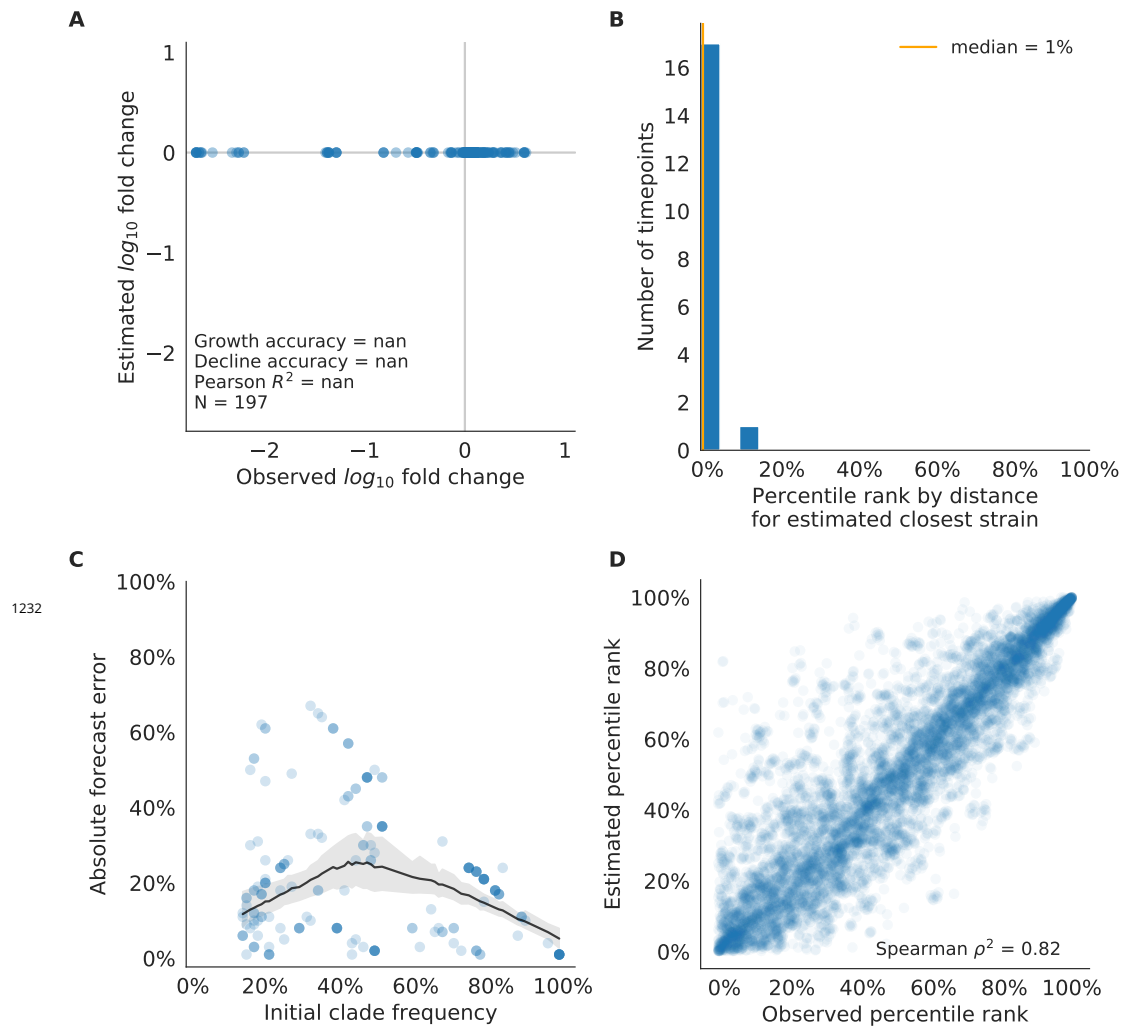 A
1
0
−1
−2
Estimated log10 fold change
Growth accuracy = nan
Decline accuracy = nan
Pearson R2 = nan
N = 197
−2 −1 0 1
Observed log10 fold change
B
median = 1%
16
14
12
10
8
6
4
2
0
Number of timepoints
0% 20% 40% 60% 80% 100%
Percentile rank by distance
for estimated closest strain
1232
C
100%
80%
60%
40%
20%
0%
Absolute forecast error
0% 20% 40% 60% 80% 100%
Initial clade frequency
D
100%
80%
60%
40%
20%
0%
Estimated percentile rank
Spearman ρ2 = 0.82
0% 20% 40% 60% 80% 100%
Observed percentile rank